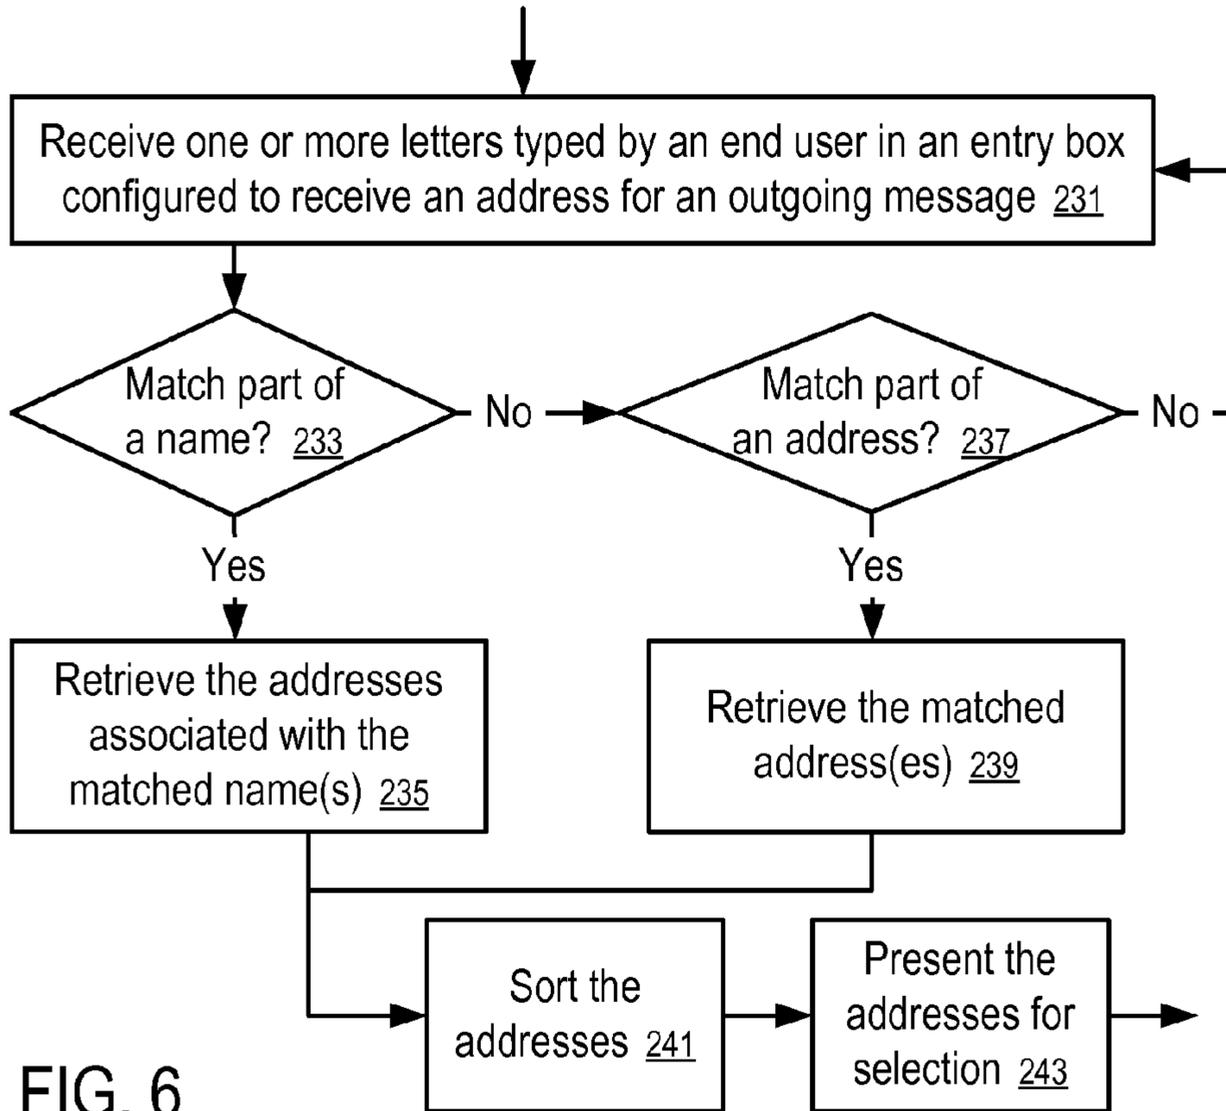 Receive one or more letters typed by an end user in an entry box
configured to receive an address for an outgoing message 231
Match part of
a name? 233
No
Match part of
an address? 237
No
Yes
Yes
Retrieve the addresses
associated with the
matched name(s) 235
Retrieve the matched
address(es) 239
Sort the
addresses 241
Present the
addresses for
selection 243
FIG. 6